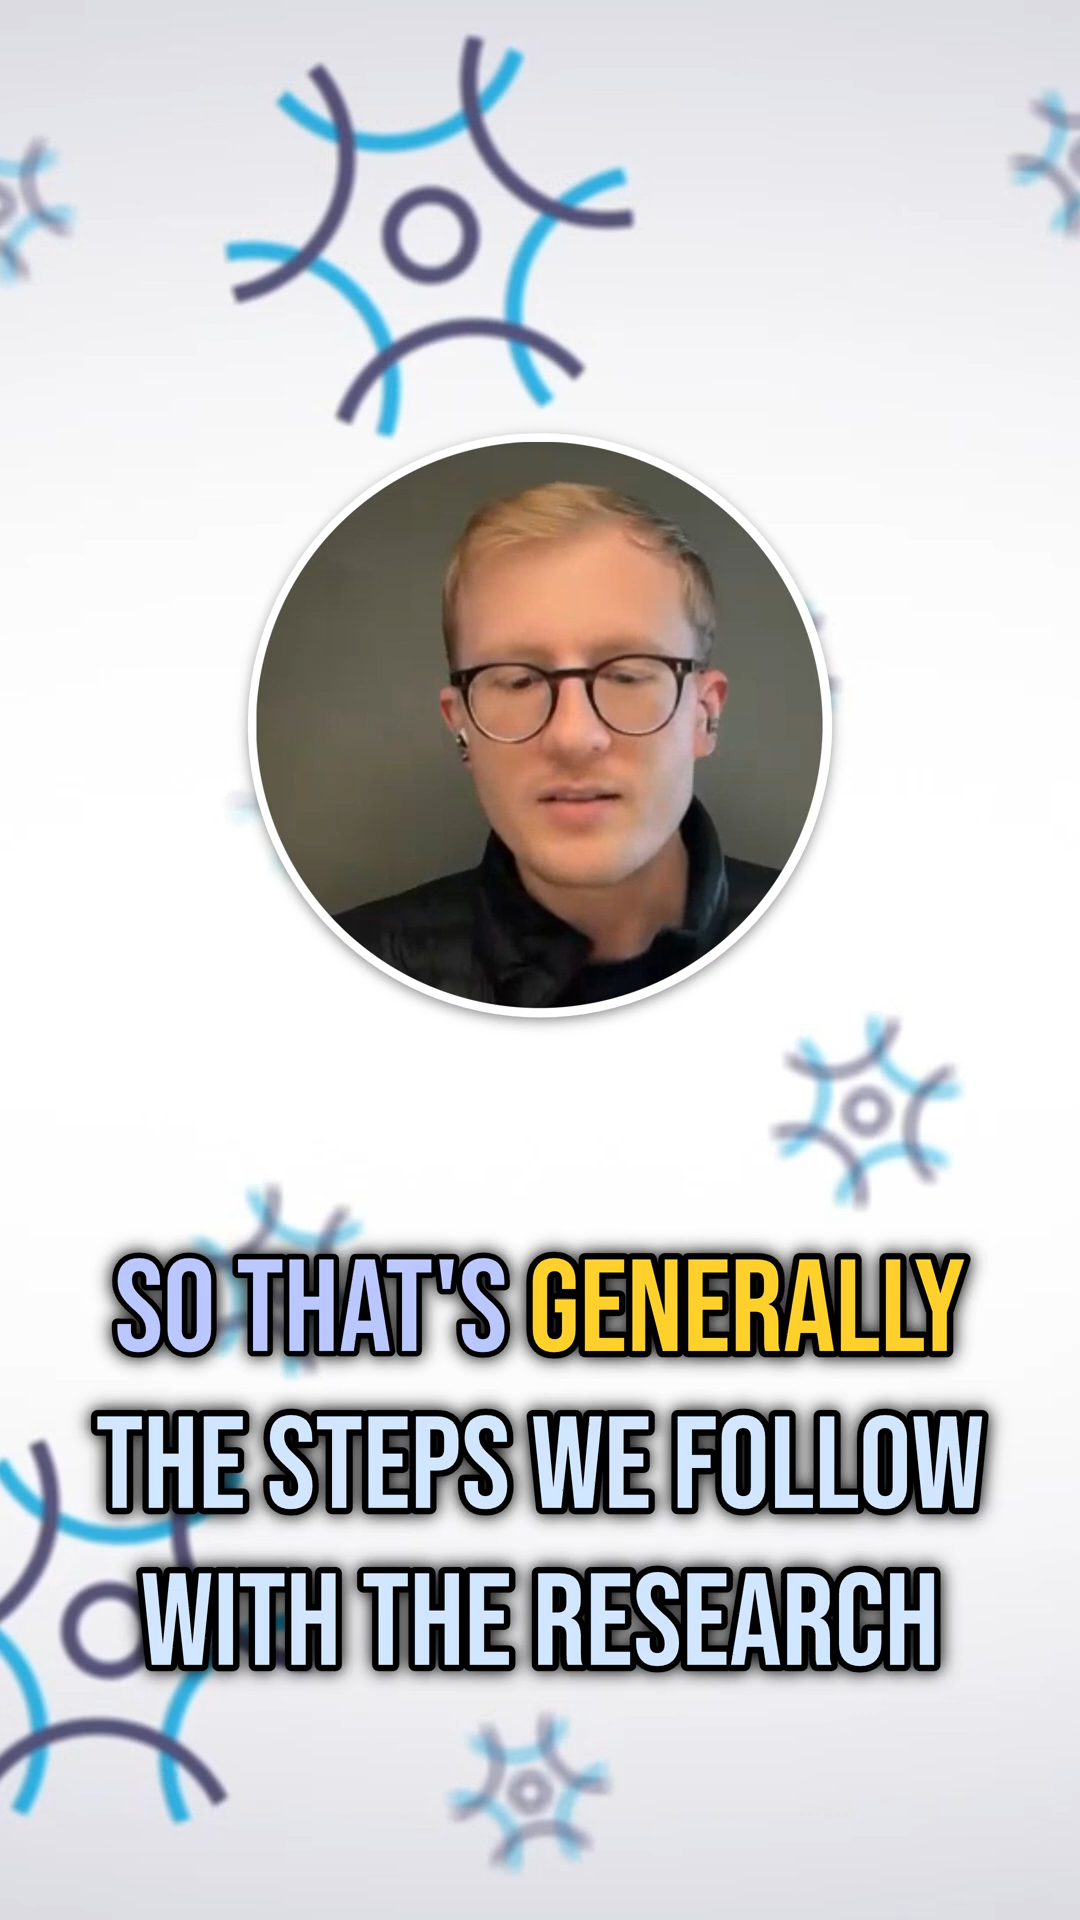 SO THAT'S GENERALLY
THE STEPS WE FOLLOW
WITH THE RESEARCH